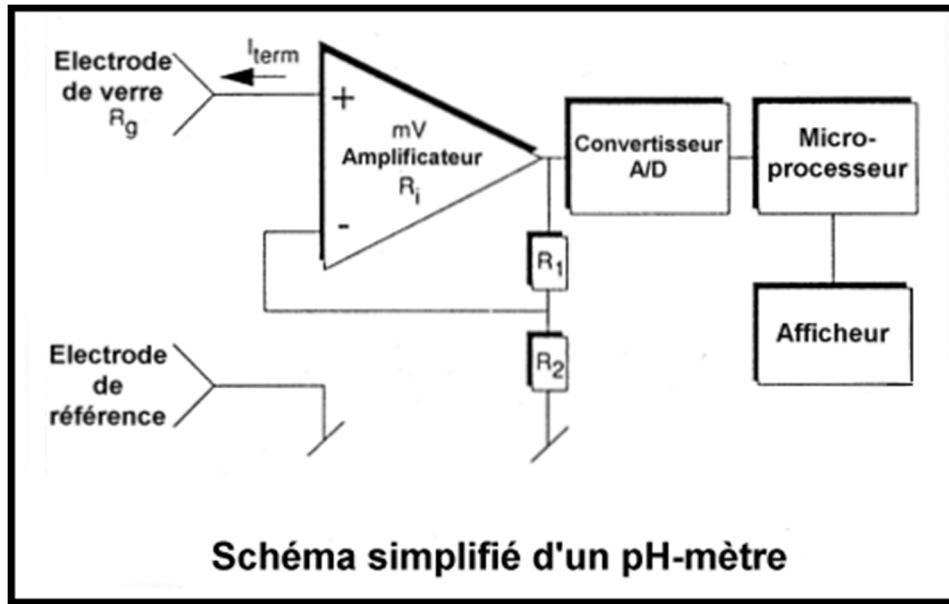 Electrode
de verre
Rg
Iterm
+
mV
Amplificateur
Ri
-
Convertisseur
A/D
Micro-
processeur
R1
R2
Afficheur
Electrode
de
référence
Schéma simplifié d'un pH-mètre